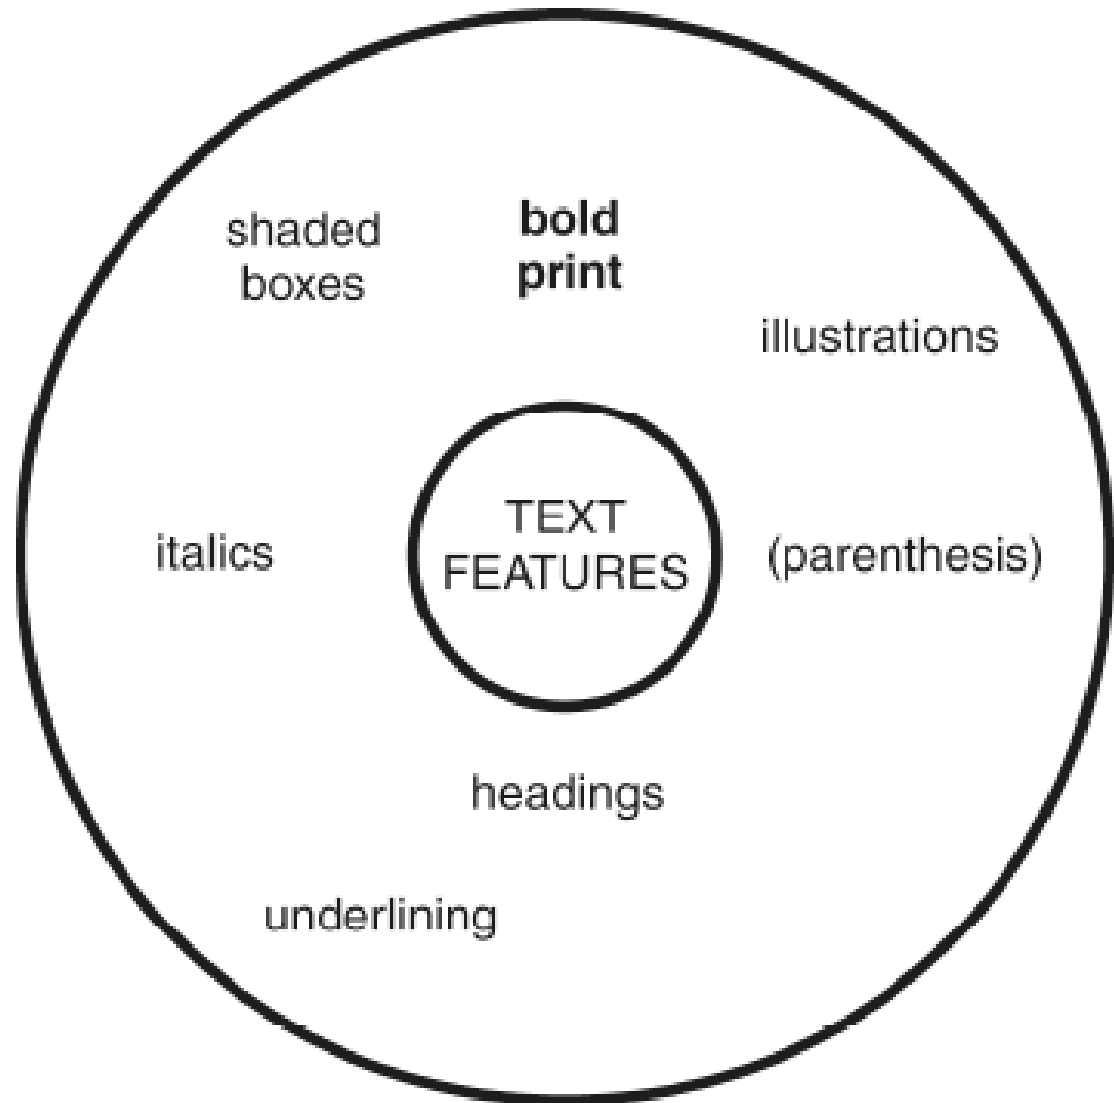 shaded
boxes
bold
print
illustrations
italics
TEXT
FEATURES
(parenthesis)
headings
underlining